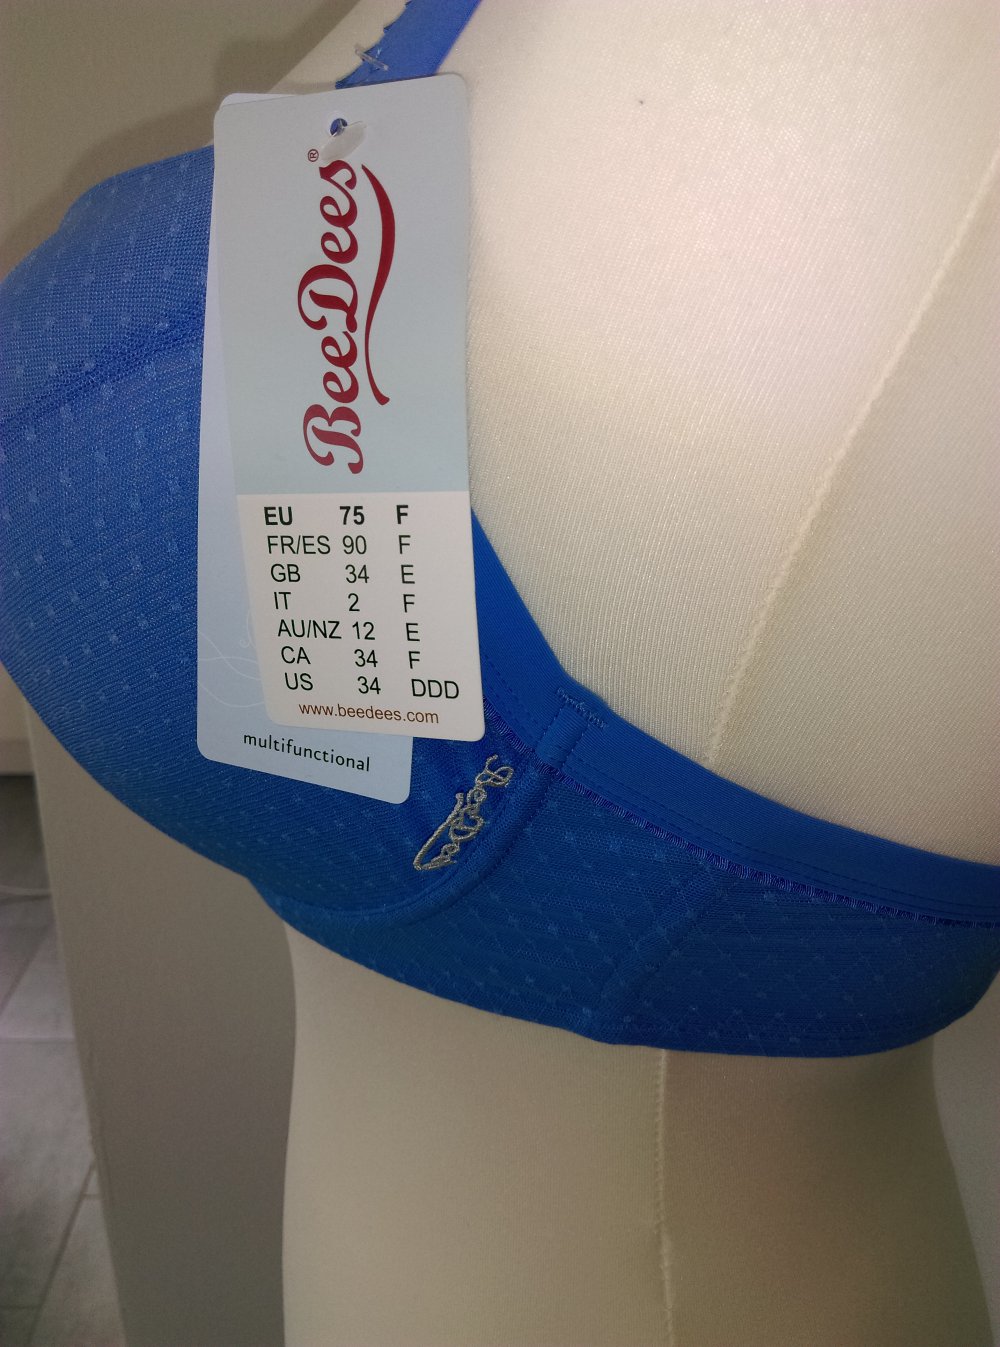 BeeDees®
EU 75 F
FR/ES 90 F
GB 34 E
IT 2 F
AU/NZ 12 E
CA 34 F
US 34 DDD
www.beedees.com
multifunctional
BeeDees